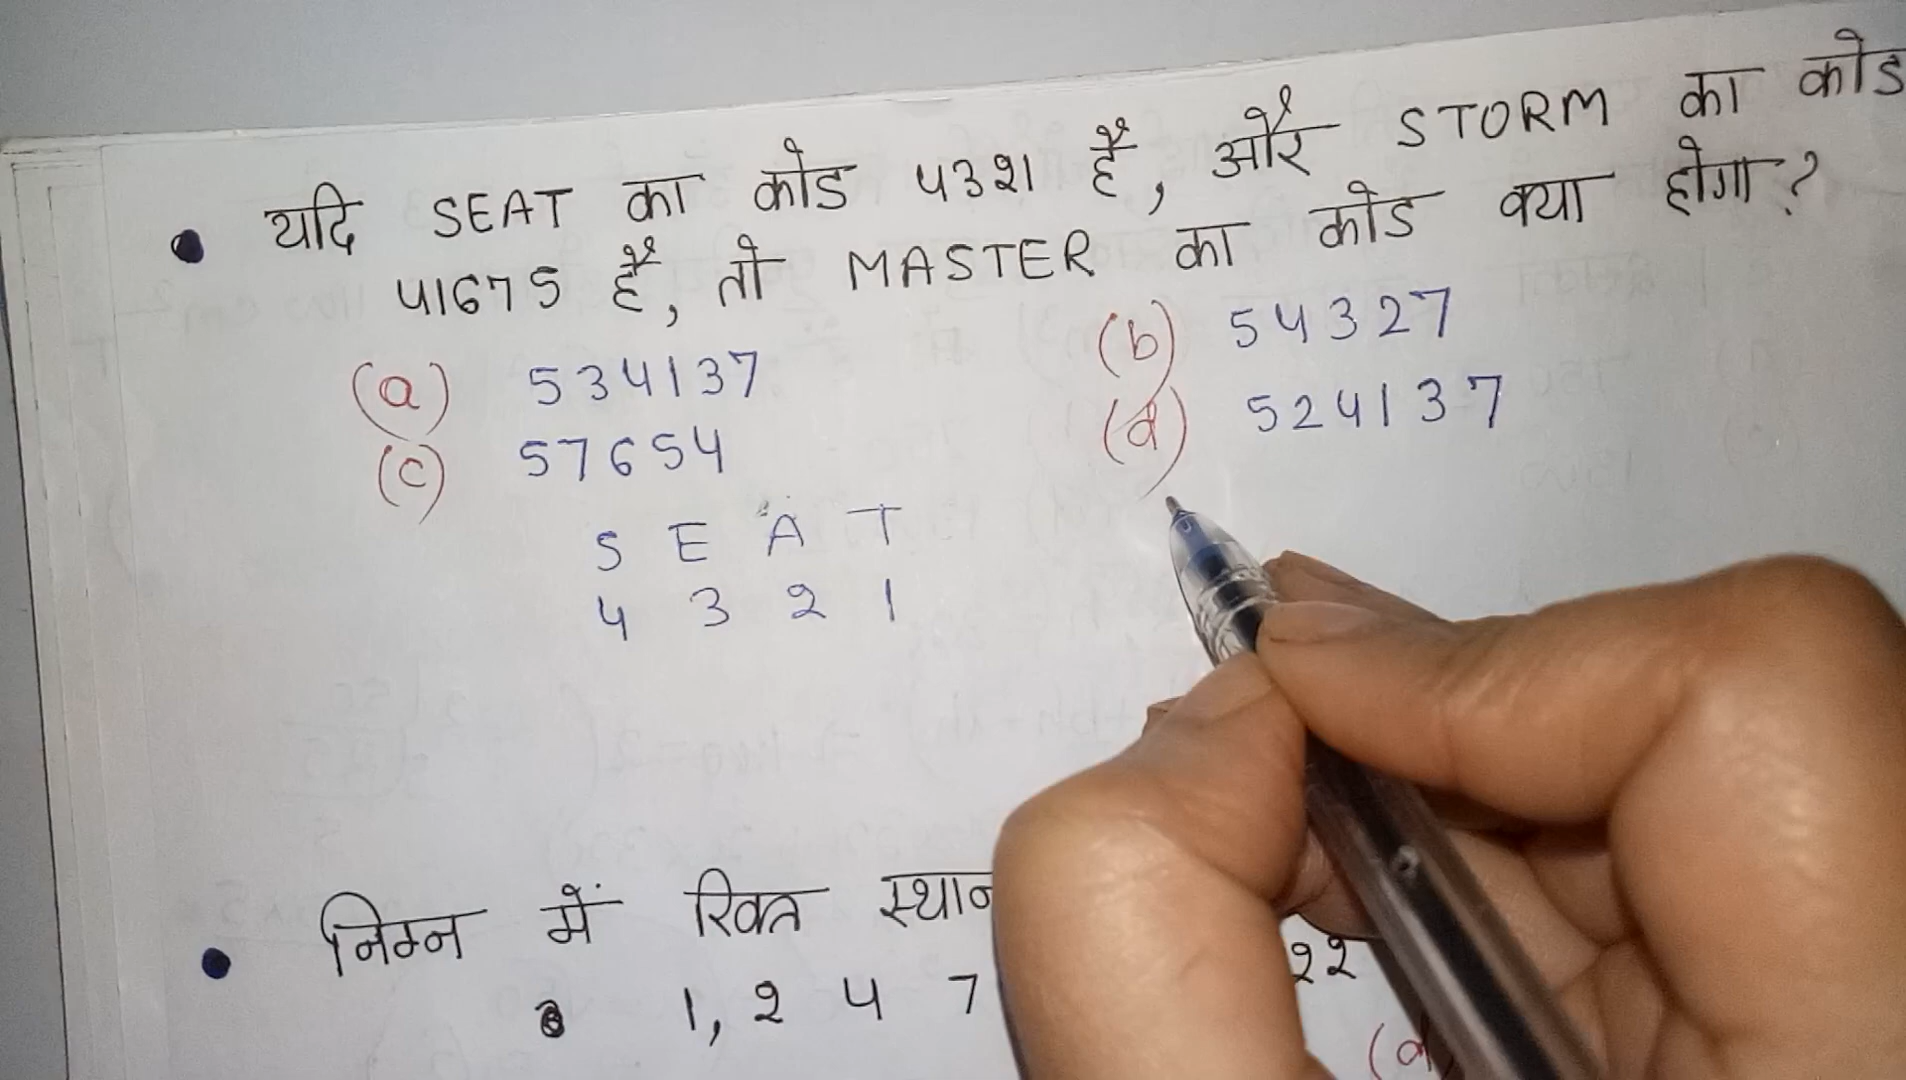 • यदि SEAT का कोड 4321 है, और STORM का कोड
41675 है, तो MASTER का कोड क्या होगा?
(a) 534137 (b) 54327
(c) 57654 (d) 524137
S E A T
4 3 2 1
• निम्न में रिक्त स्थान
1, 2 4 7 22
(d)